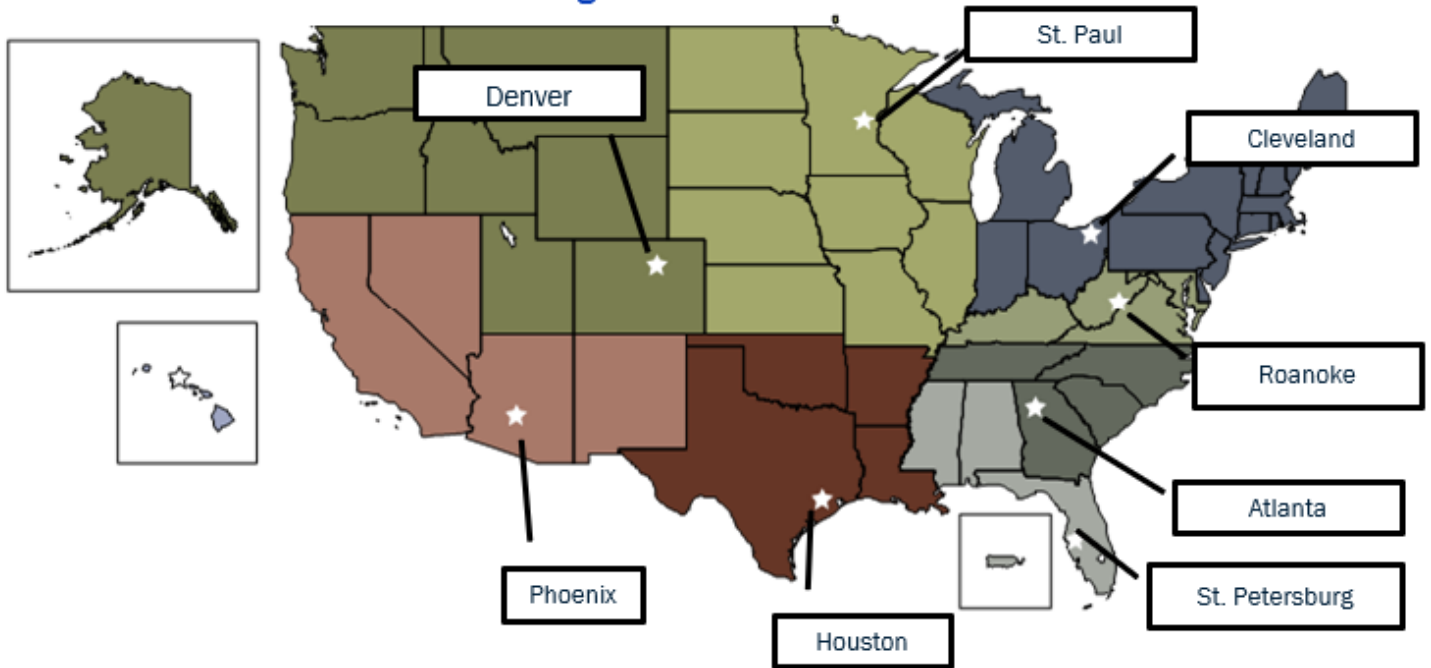 St. Paul
Denver
Cleveland
Roanoke
Atlanta
Phoenix
St. Petersburg
Houston